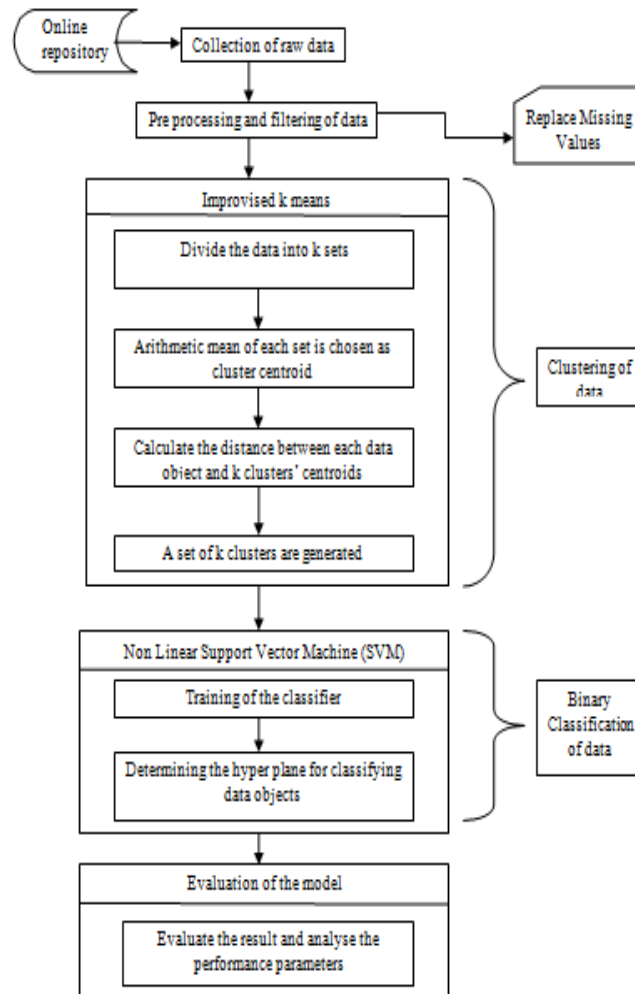 Online
repository
Collection of raw data
Pre processing and filtering of data
Replace Missing
Values
Improvised k means
Divide the data into k sets
Arithmetic mean of each set is chosen as
cluster centroid
Calculate the distance between each data
object and k clusters’ centroids
A set of k clusters are generated
Clustering of
data
Non Linear Support Vector Machine (SVM)
Training of the classifier
Determining the hyper plane for classifying
data objects
Binary
Classification
of data
Evaluation of the model
Evaluate the result and analyse the
performance parameters